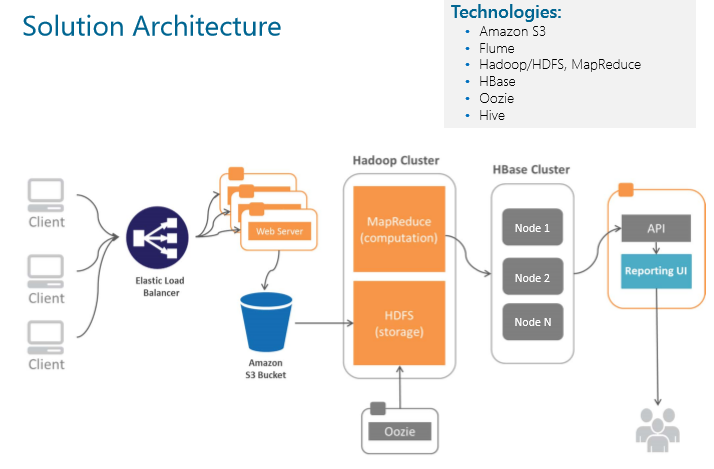 Solution Architecture
Technologies:
• Amazon S3
• Flume
• Hadoop/HDFS, MapReduce
• HBase
• Oozie
• Hive
Client
Client
Client
Elastic Load
Balancer
Web Server
Amazon
S3 Bucket
Hadoop Cluster
MapReduce
(computation)
HDFS
(storage)
Oozie
HBase Cluster
Node 1
Node 2
Node N
API
Reporting UI